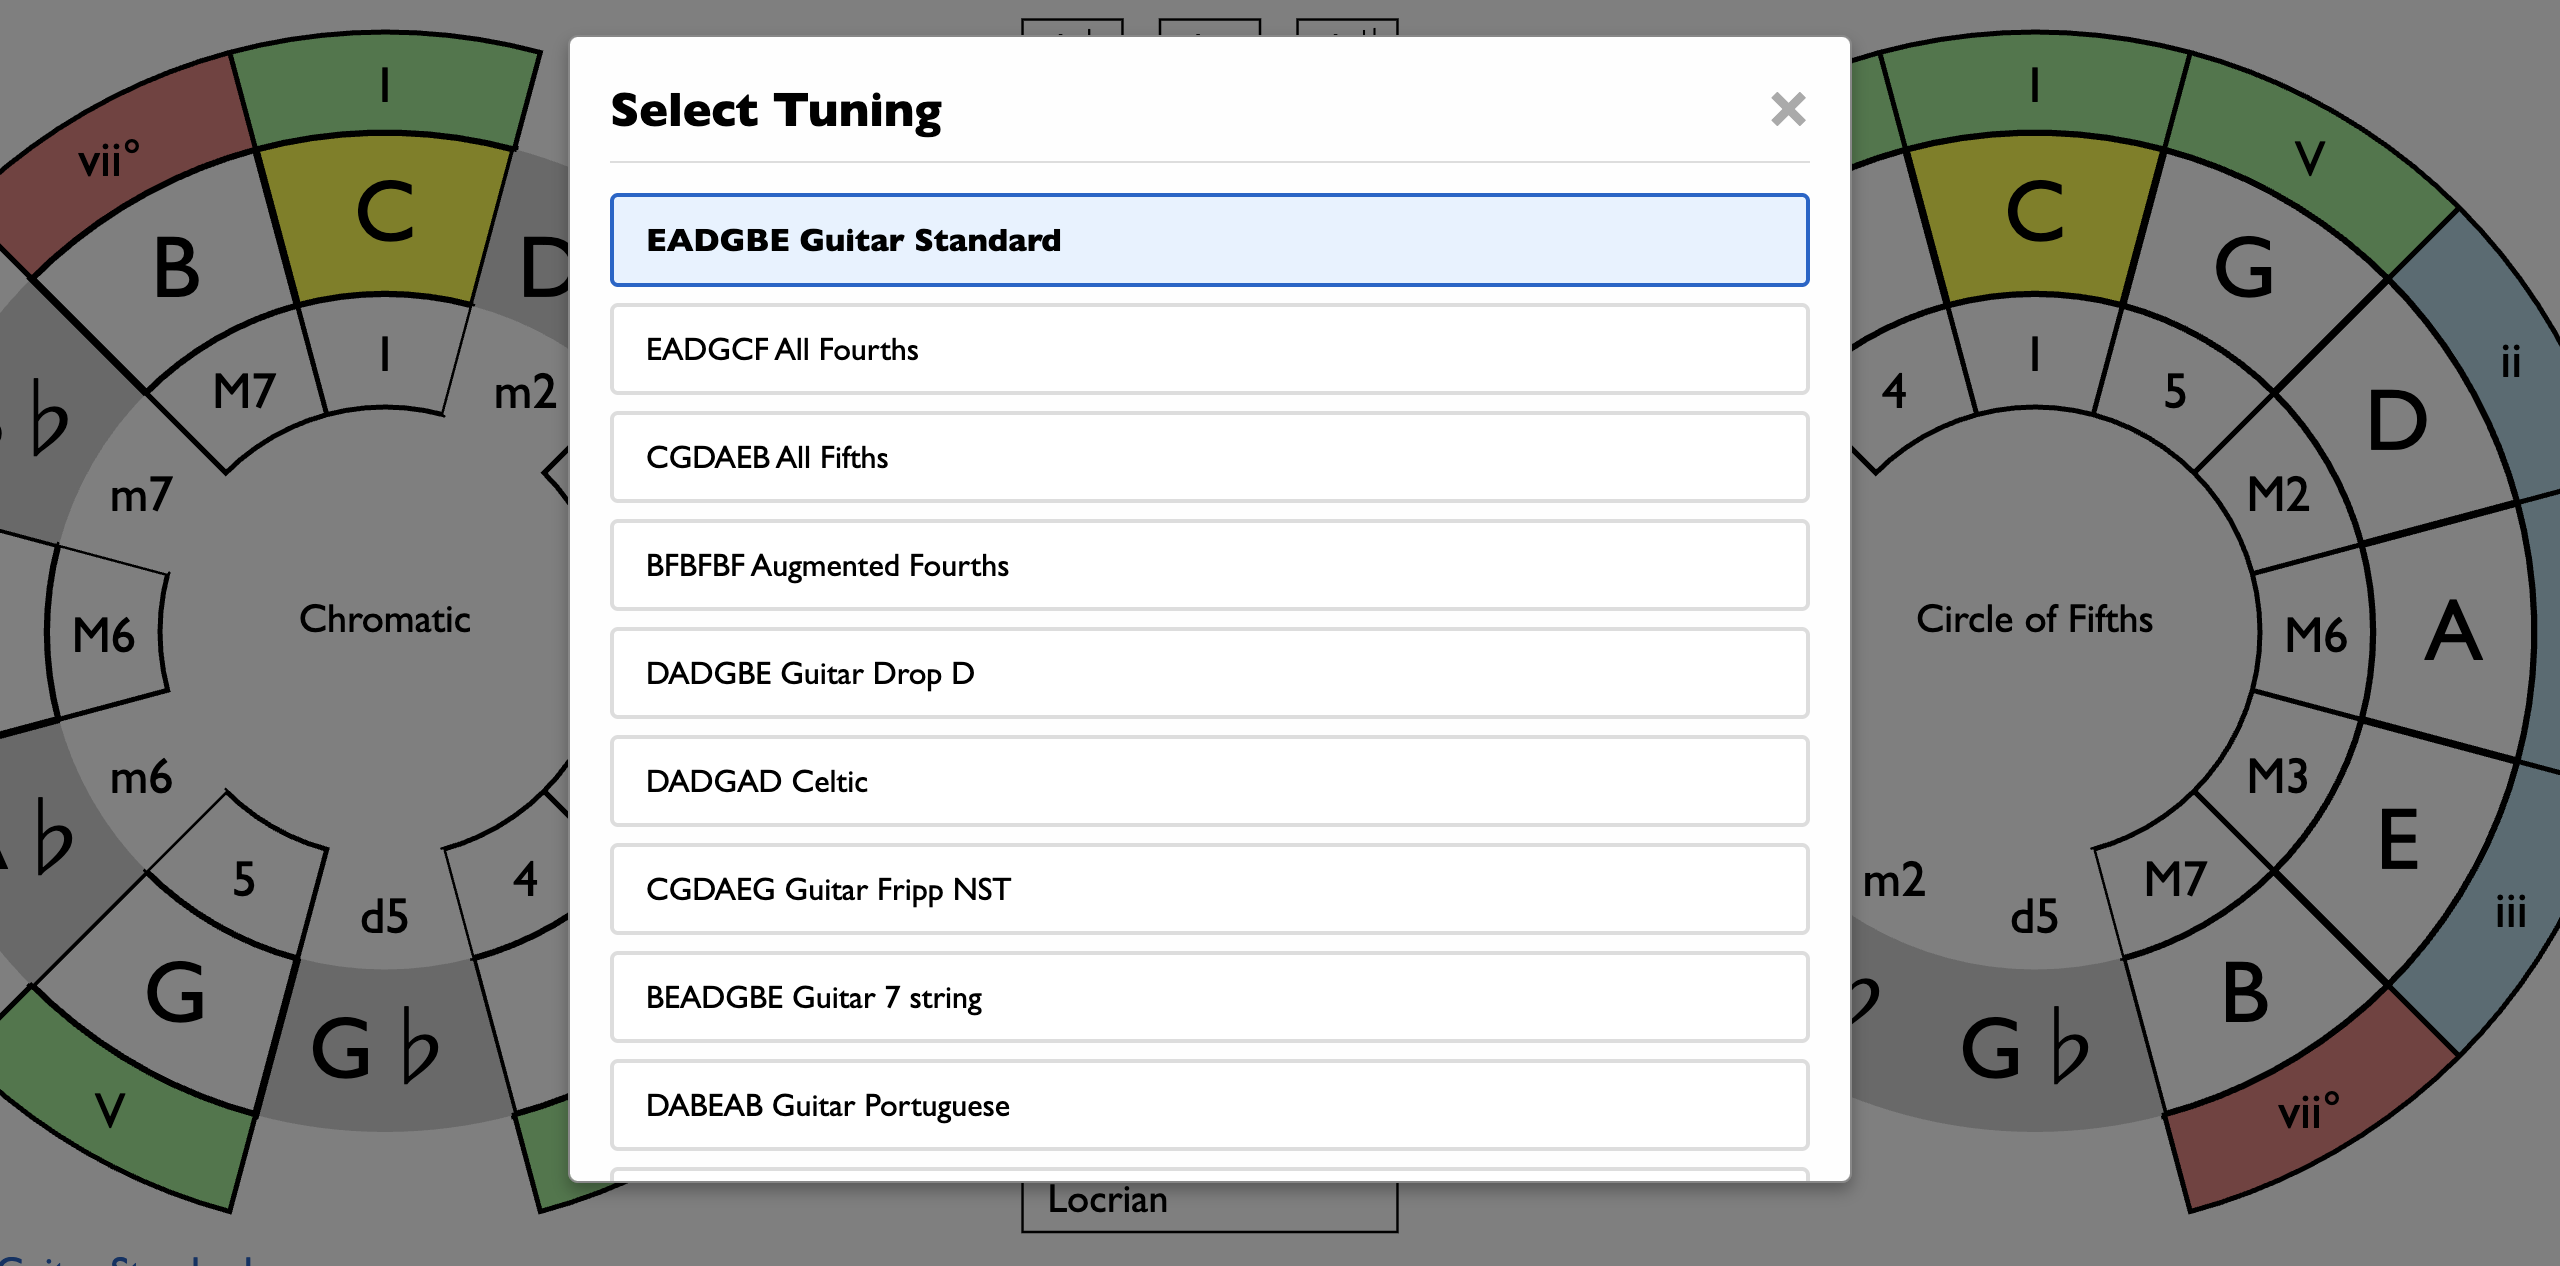 Select Tuning
EADGBE Guitar Standard
EADGCF All Fourths
CGDAEB All Fifths
BFBFBF Augmented Fourths
DADGBE Guitar Drop D
DADGAD Celtic
CGDAEG Guitar Fripp NST
BEADGBE Guitar 7 string
DABEAB Guitar Portuguese
Locrian
I
vii°
C
B
D
I
M7
m2
♭
m7
M6
Chromatic
m6
♭
5
4
d5
G
G♭
V
I
V
C
G
ii
I
4
5
D
M2
Circle of Fifths
M6
A
M3
E
iii
m2
M7
d5
B
G♭
vii°